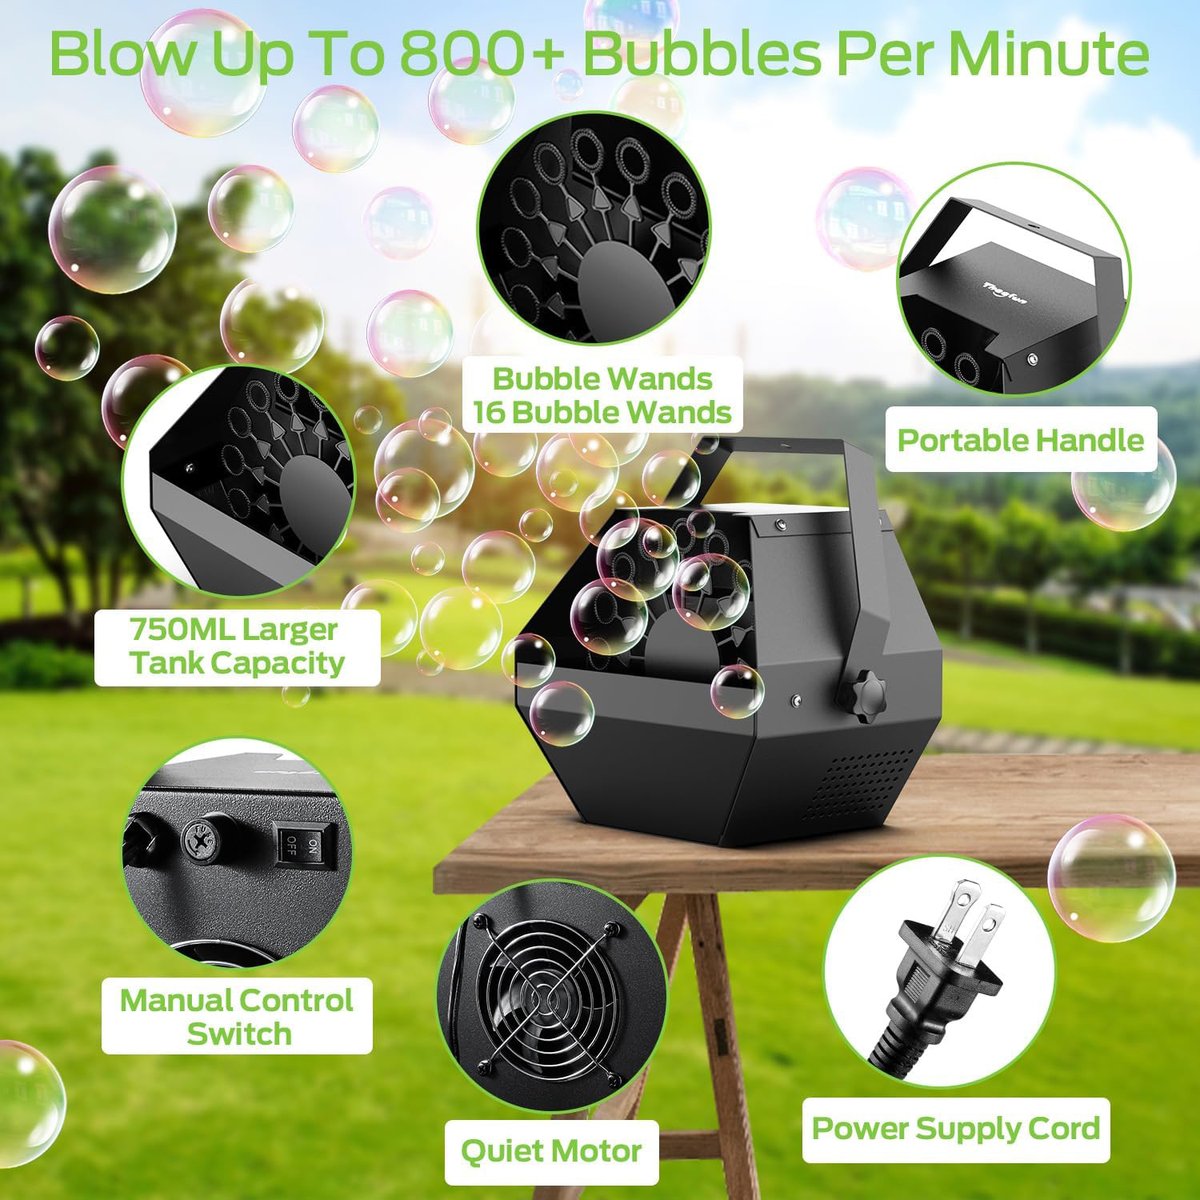 Blow Up To 800+ Bubbles Per Minute
Bubble Wands
16 Bubble Wands
Theefun
Portable Handle
750ML Larger
Tank Capacity
ON
OFF
Manual Control
Switch
Quiet Motor
Power Supply Cord